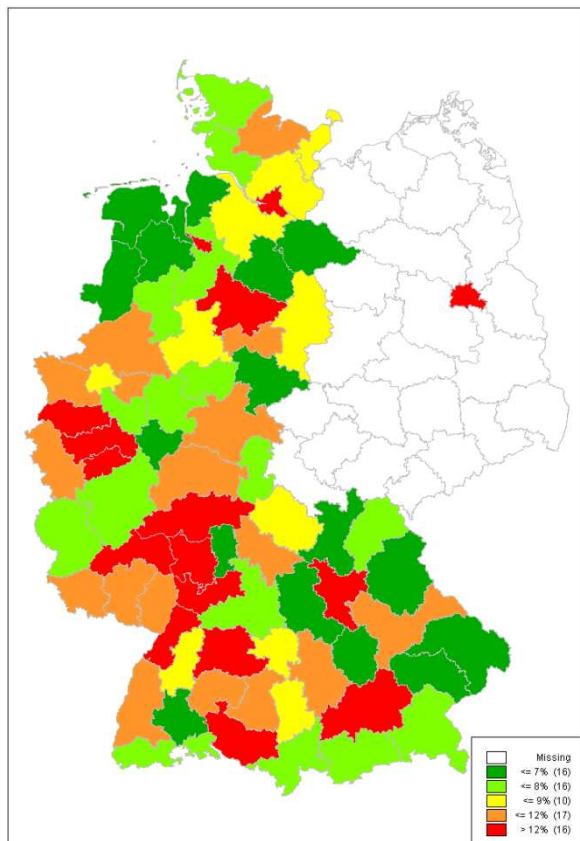 Missing
<= 7% (16)
<= 8% (16)
<= 9% (10)
<= 12% (17)
> 12% (16)